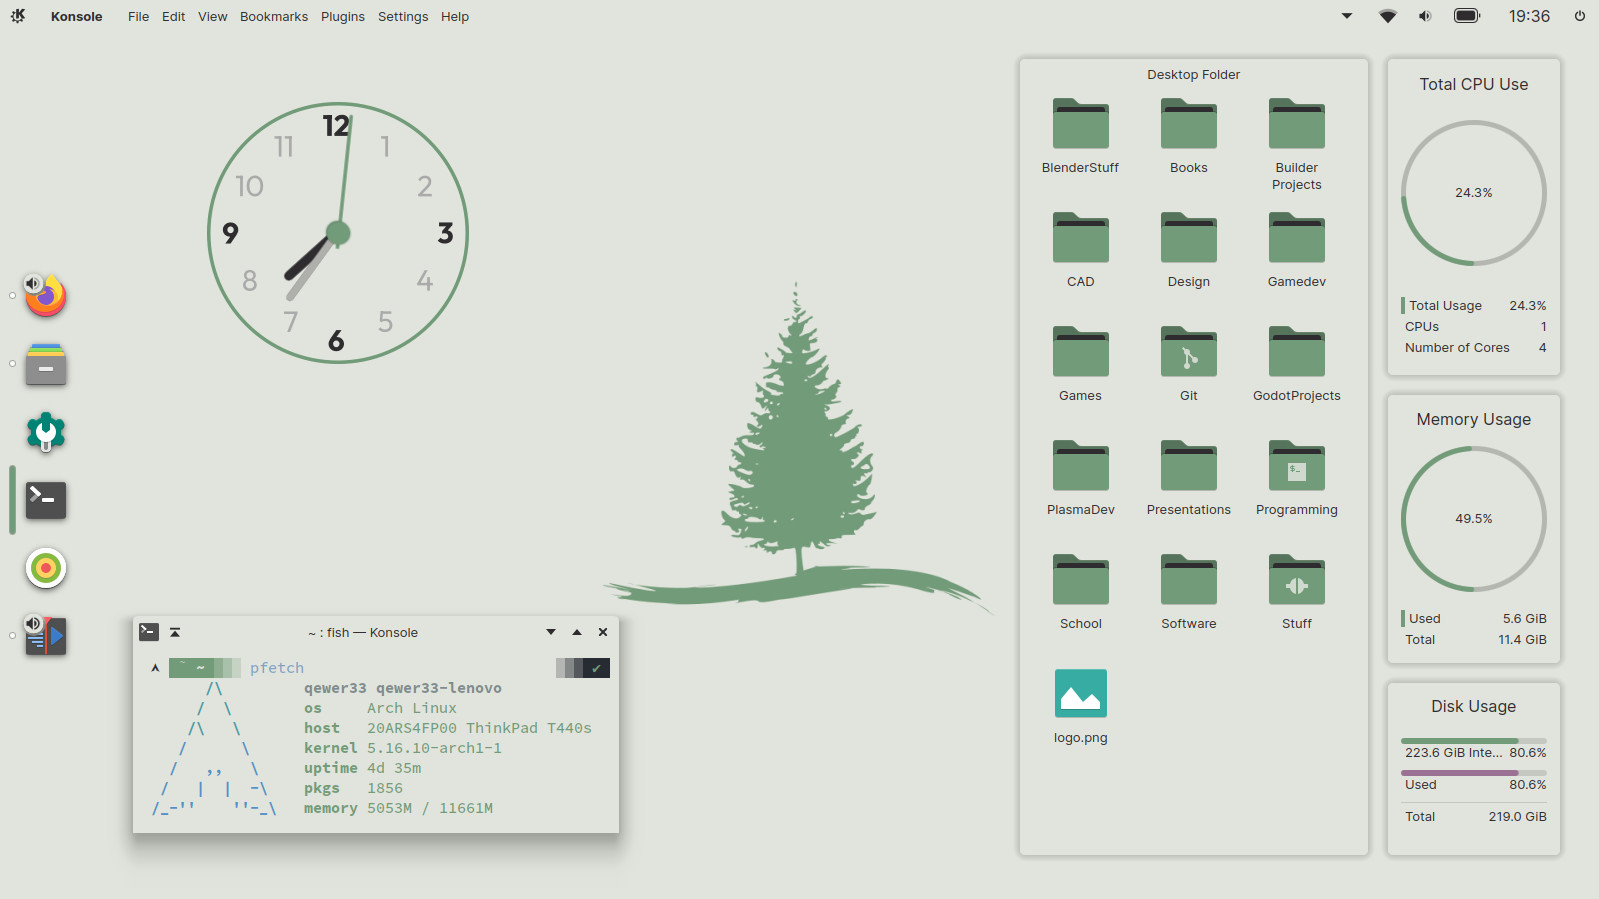 Konsole File Edit View Bookmarks Plugins Settings Help 19:36
12
11 1
10 2
9 3
8 4
7 5
6
Desktop Folder
BlenderStuff Books Builder Projects
CAD Design Gamedev
Games Git GodotProjects
PlasmaDev Presentations Programming
School Software Stuff
logo.png
Total CPU Use
24.3%
Total Usage 24.3%
CPUs 1
Number of Cores 4
Memory Usage
49.5%
Used 5.6 GiB
Total 11.4 GiB
Disk Usage
223.6 GiB Inte... 80.6%
Used 80.6%
Total 219.0 GiB
~ : fish — Konsole
~ pfetch ✔
qewer33 qewer33-lenovo
os Arch Linux
host 20ARS4FP00 ThinkPad T440s
kernel 5.16.10-arch1-1
uptime 4d 35m
pkgs 1856
memory 5053M / 11661M